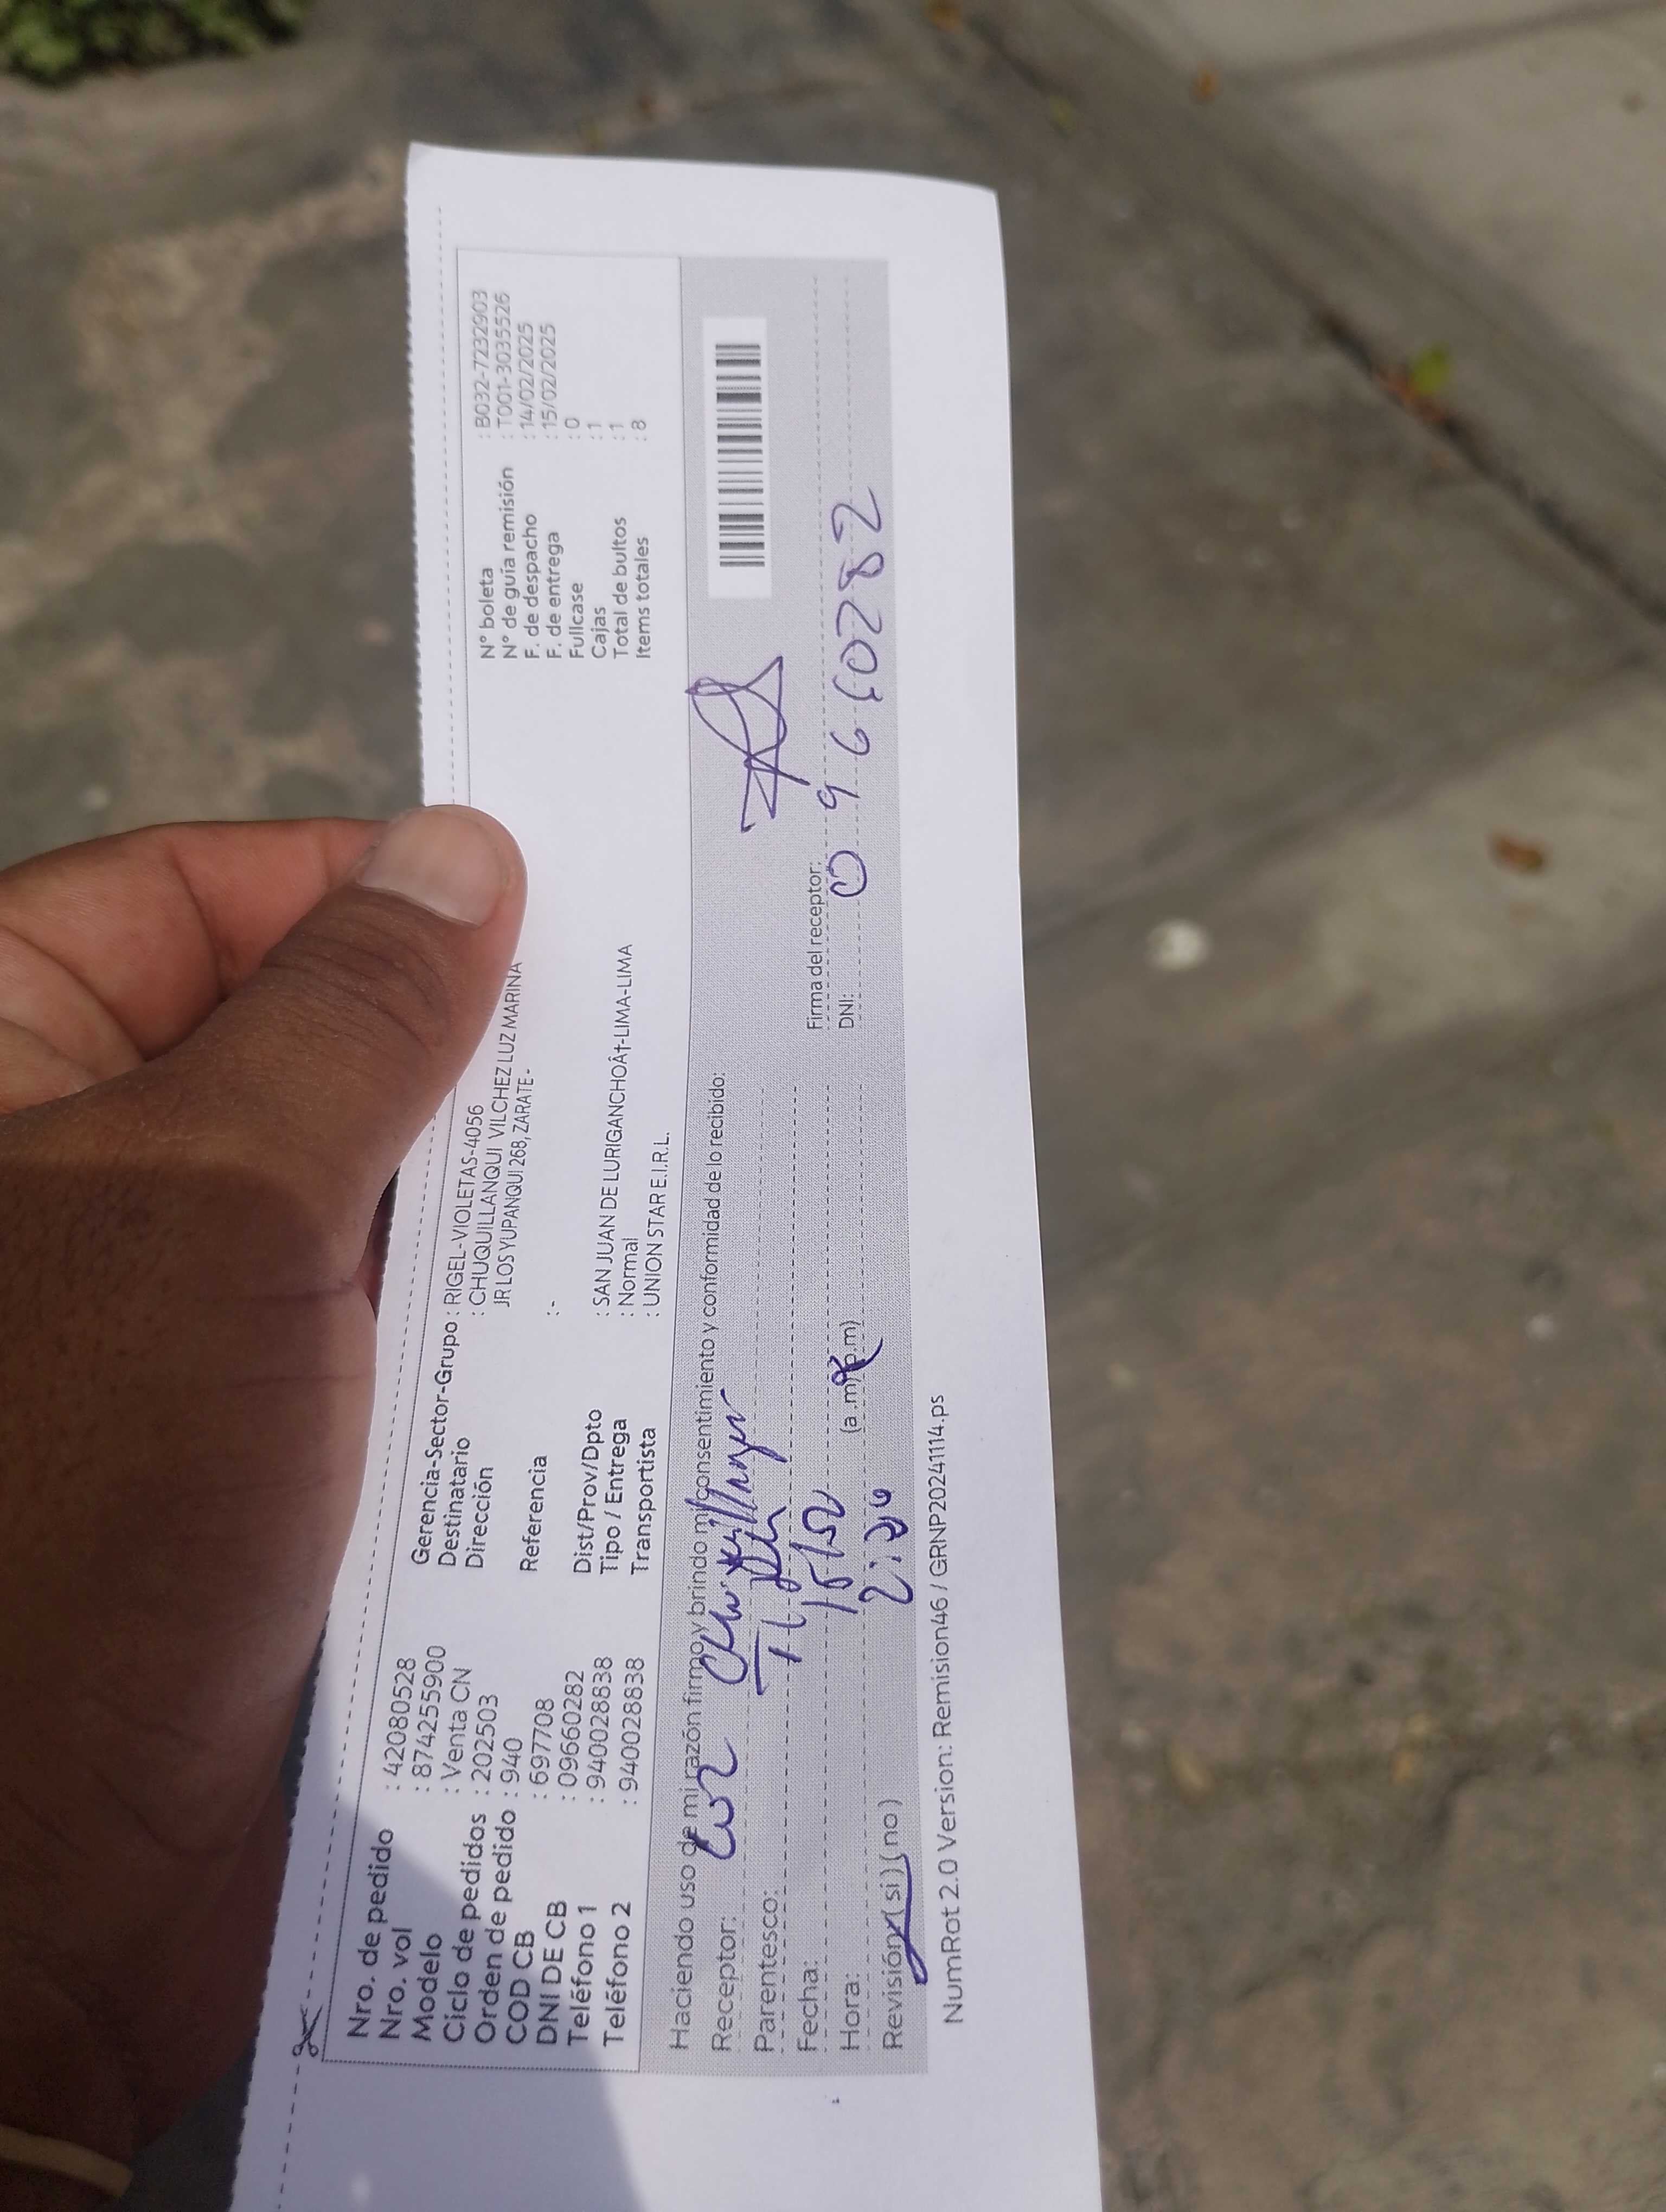 Nro. de pedido : 42080528
Nro. vol : 874255900
Modelo : Venta CN
Ciclo de pedidos : 202503
Orden de pedido : 940
COD CB : 697708
DNI DE CB : 09660282
Teléfono 1 : 940028838
Teléfono 2 : 940028838
Gerencia-Sector-Grupo : RIGEL-VIOLETAS-4056
Destinatario : CHUQUILLANQUI VILCHEZ LUZ MARINA
Dirección JR LOS YUPANQUI 268, ZARATE -
Referencia : -
Dist/Prov/Dpto : SAN JUAN DE LURIGANCHOÂ†-LIMA-LIMA
Tipo / Entrega : Normal
Transportista : UNION STAR E.I.R.L.
N° boleta : B032-7232903
N° de guía remisión : T001-3035526
F. de despacho : 14/02/2025
F. de entrega : 15/02/2025
Fullcase : 0
Cajas : 1
Total de bultos : 1
Items totales : 8
Haciendo uso de mi razón firmo y brindo mi consentimiento y conformidad de lo recibido:
Receptor: Luz
Parentesco:
Fecha:
Hora: (a.m) (p.m)
Revisión (si) (no)
Firma del receptor:
DNI: 09660282
NumRot 2.0 Version: Remision46 / GRNP20241114.ps